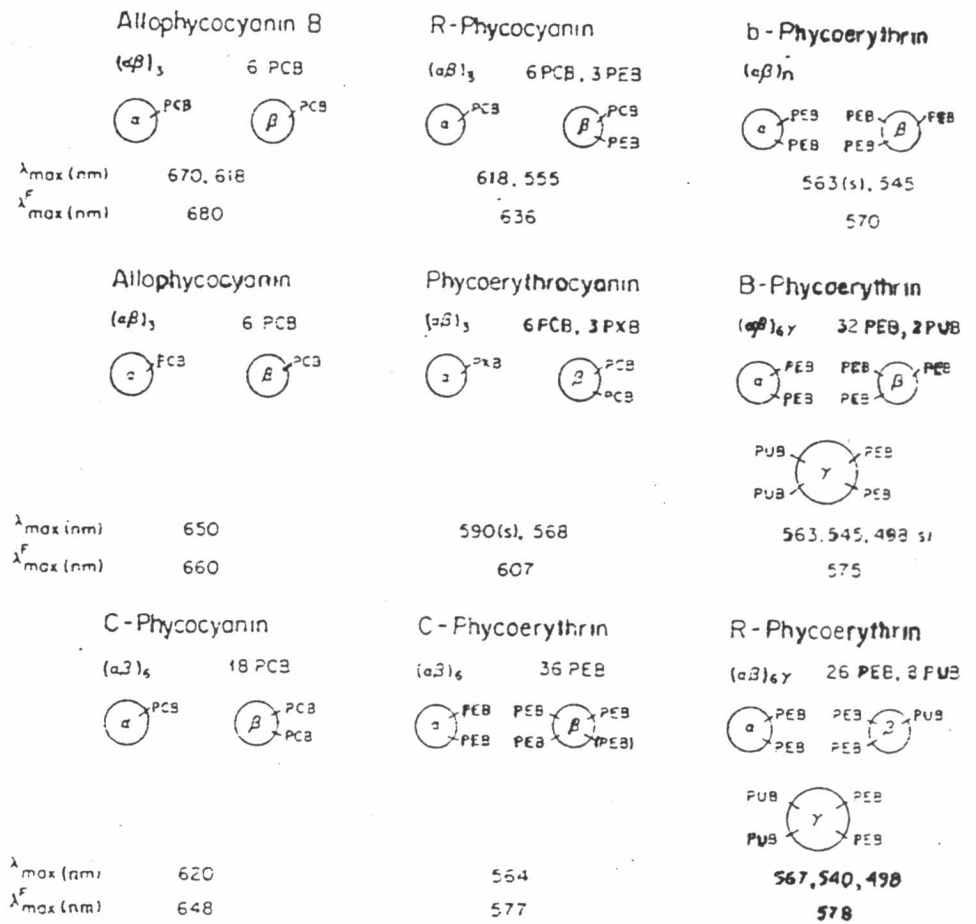 Allophycocyanin B
(αβ)₃ 6 PCB
α PCB β PCB
λmax (nm) 670, 618
λFmax (nm) 680
R-Phycocyanin
(αβ)₃ 6 PCB, 3 PEB
α PCB β PCB
PEB
618, 555
636
b-Phycoerythrin
(αβ)n
α PEB PEB β PEB
PEB PEB
563(s), 545
570
Allophycocyanin
(αβ)₃ 6 PCB
α PCB β PCB
λmax (nm) 650
λFmax (nm) 660
Phycoerythrocyanin
(αβ)₃ 6 PCB, 3 PXB
α PXB β PCB
PCB
590(s), 568
607
B-Phycoerythrin
(αβ)₆γ 32 PEB, 2 PUB
α PEB PEB β PEB
PEB PEB
PUB γ PEB
PUB PEB
563, 545, 498 s)
575
C-Phycocyanin
(αβ)₆ 18 PCB
α PCB β PCB
PCB
λmax (nm) 620
λFmax (nm) 648
C-Phycoerythrin
(αβ)₆ 36 PEB
α PEB PEB β PEB
PEB PEB (PEB)
564
577
R-Phycoerythrin
(αβ)₆γ 26 PEB, 8 PUB
α PEB PEB β PUB
PEB PEB
PUB γ PEB
PUB PEB
567, 540, 498
578